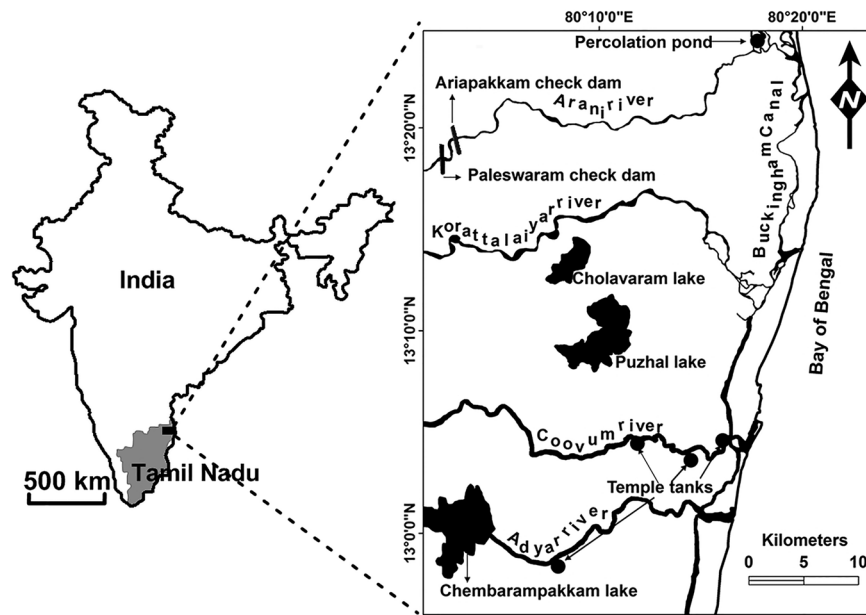 80°10'0"E
80°20'0"E
Percolation pond
Ariapakkam check dam
Arani river
13°20'0"N
N
Paleswaram check dam
Buckingham Canal
Korattalaiyar river
India
Cholavaram lake
Bay of Bengal
13°10'0"N
Puzhal lake
Coovum river
Tamil Nadu
500 km
Temple tanks
Adyar river
13°0'0"N
Kilometers
0 5 10
Chembarampakkam lake